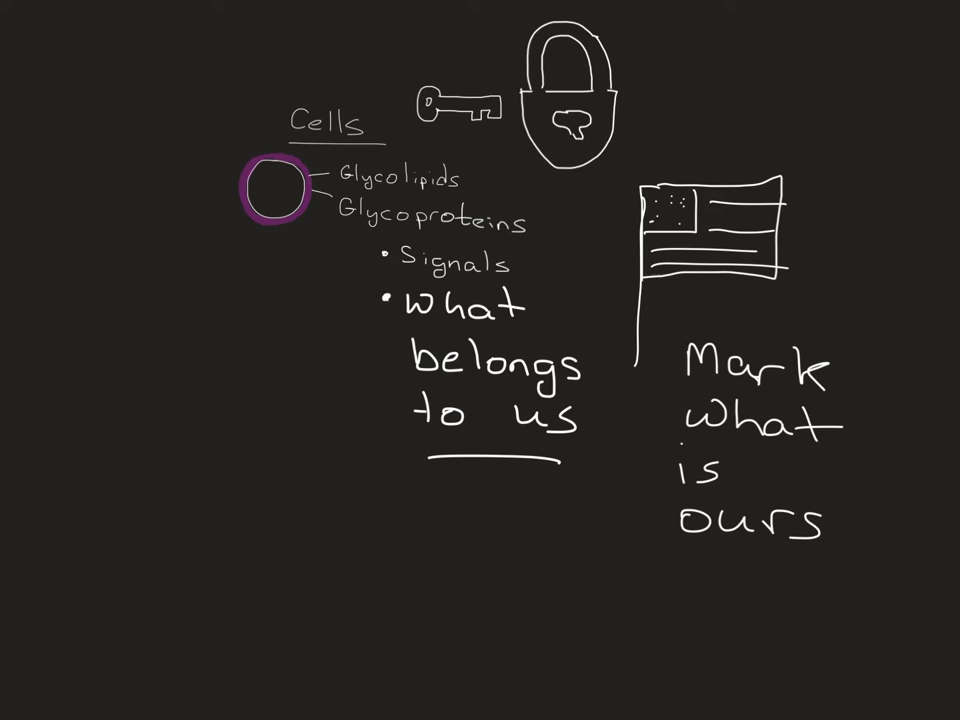 Cells
Glycolipids
Glycoproteins
• Signals
• What
belongs
to us
Mark
what
is
ours